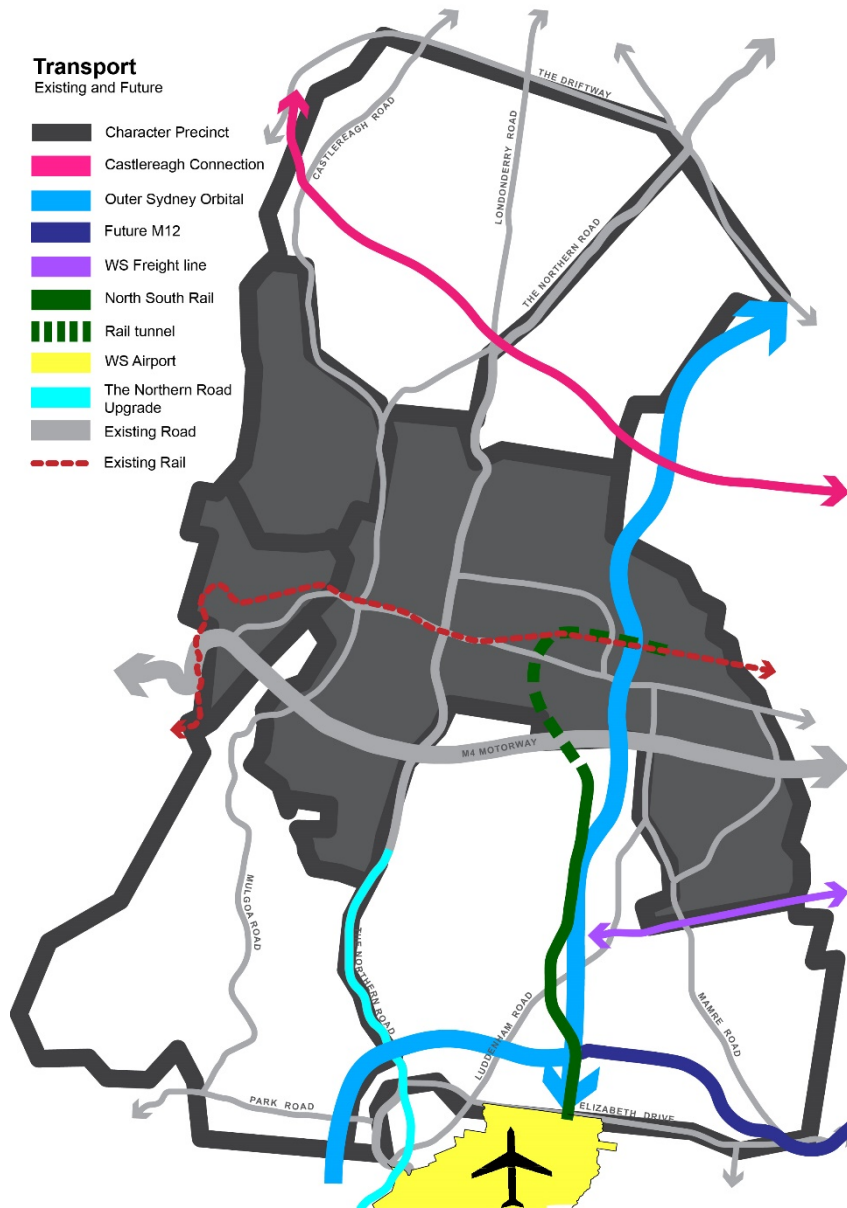 Transport
Existing and Future
Character Precinct
Castlereagh Connection
Outer Sydney Orbital
Future M12
WS Freight line
North South Rail
Rail tunnel
WS Airport
The Northern Road
Upgrade
Existing Road
Existing Rail
THE DRIFTWAY
CASTLEREAGH ROAD
LONDONDERRY ROAD
THE NORTHERN ROAD
M4 MOTORWAY
MULGOA ROAD
THE NORTHERN ROAD
LUDDENHAM ROAD
MAMRE ROAD
PARK ROAD
ELIZABETH DRIVE